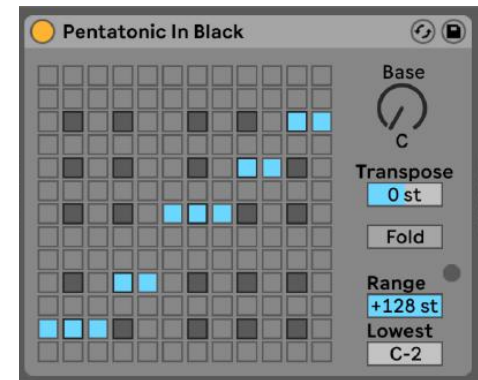 Pentatonic In Black
Base
C
Transpose
0 st
Fold
Range
+128 st
Lowest
C-2